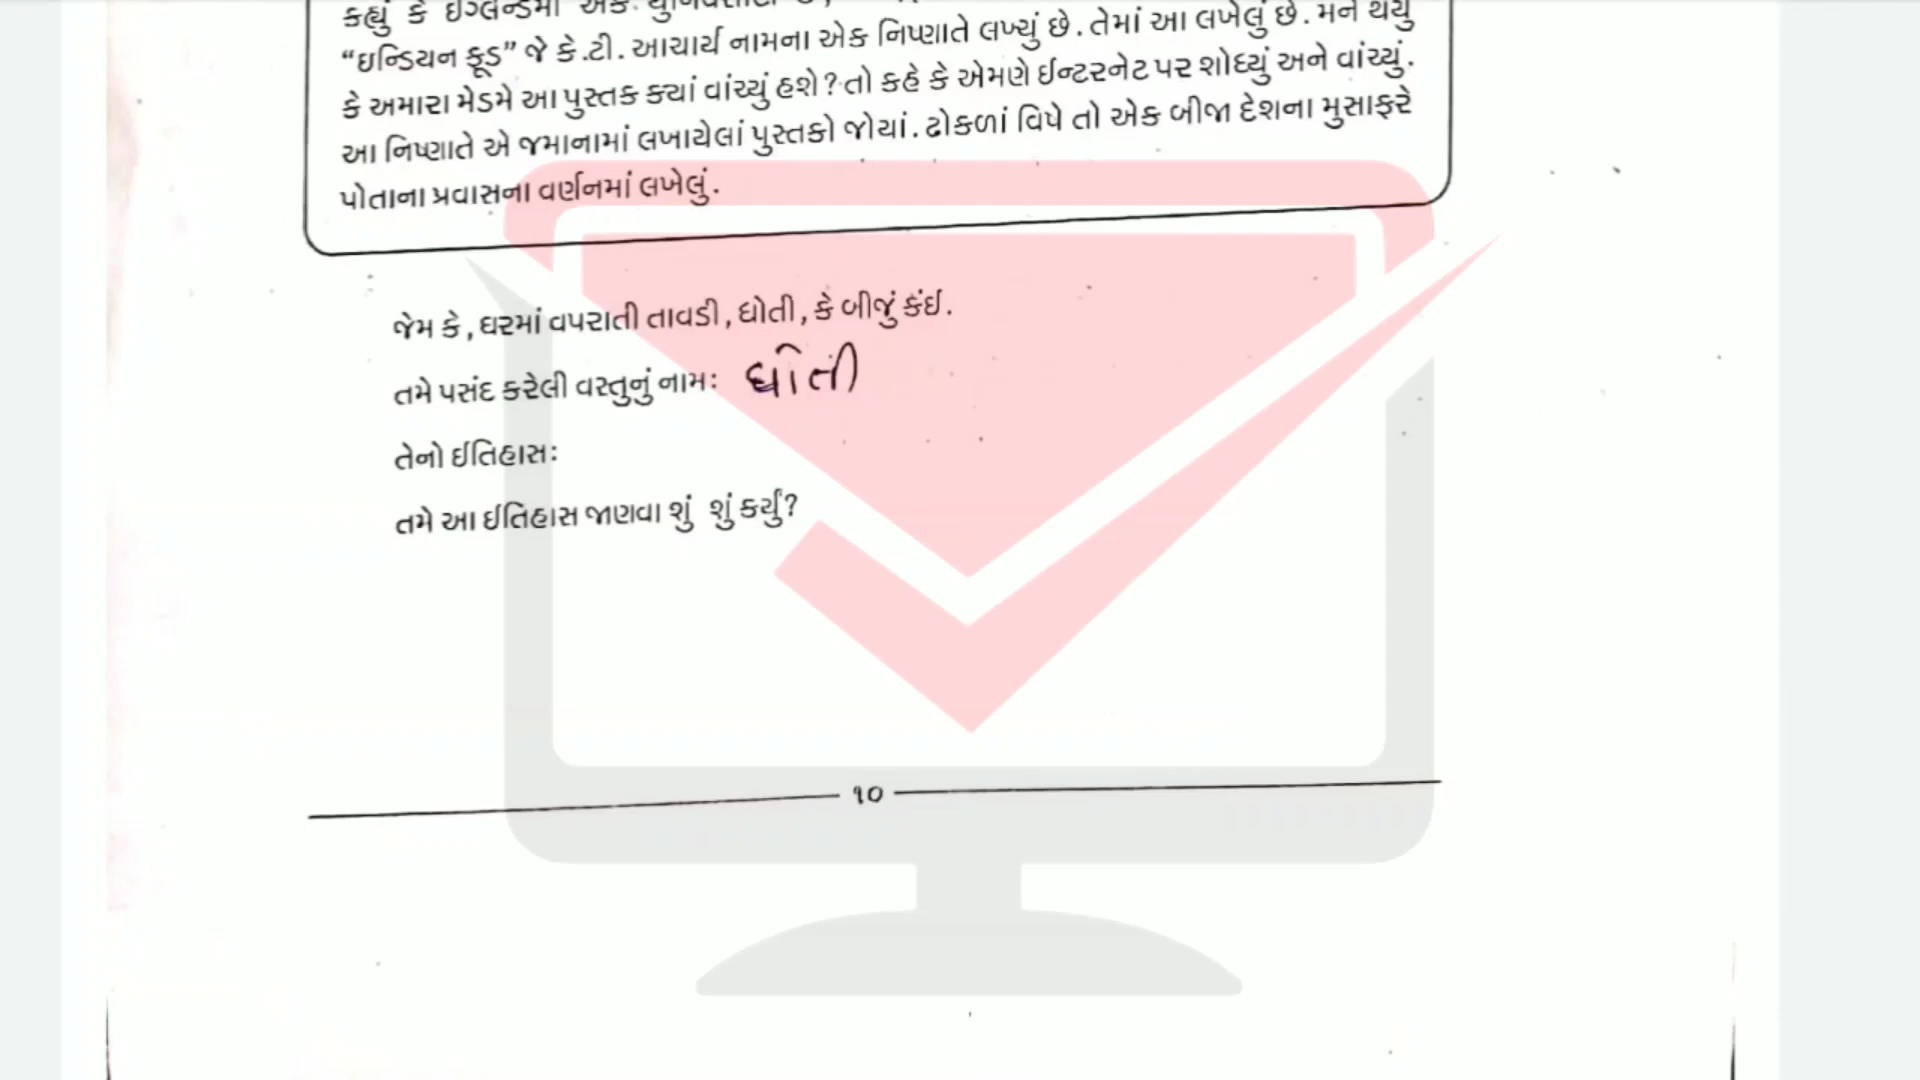 કહ્યું કે ઈંગ્લેન્ડમાં એક
“ઇન્ડિયન ફૂડ” જે કે.ટી. આચાર્ય નામના એક નિષ્ણાતે લખ્યું છે. તેમાં આ લખેલું છે. મને થયું
કે અમારા મેડમે આ પુસ્તક ક્યાં વાંચ્યું હશે? તો કહે કે એમણે ઈન્ટરનેટ પર શોધ્યું અને વાંચ્યું.
આ નિષ્ણાતે એ જમાનામાં લખાયેલાં પુસ્તકો જોયાં. ઢોકળાં વિષે તો એક બીજા દેશના મુસાફરે
પોતાના પ્રવાસના વર્ણનમાં લખેલું.
જેમ કે, ઘરમાં વપરાતી તાવડી, ધોતી, કે બીજું કંઈ.
તમે પસંદ કરેલી વસ્તુનું નામઃ ધોતી
તેનો ઈતિહાસઃ
તમે આ ઈતિહાસ જાણવા શું શું કર્યું?
૧૦